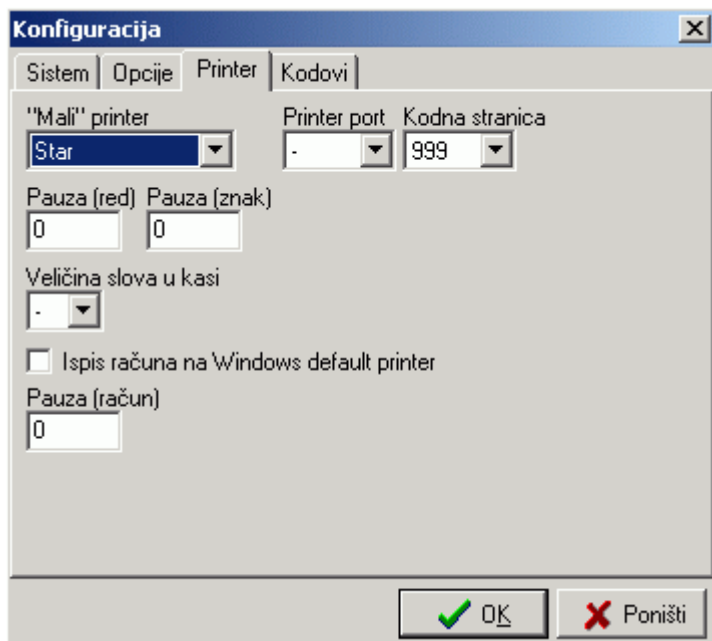 Konfiguracija
Sistem Opcije Printer Kodovi
"Mali" printer Printer port Kodna stranica
Star - 999
Pauza (red) Pauza (znak)
0 0
Veličina slova u kasi
-
Ispis računa na Windows default printer
Pauza (račun)
0
OK Poništi